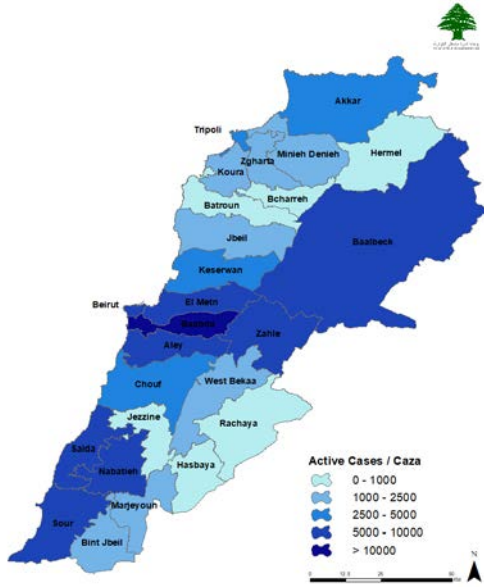 Akkar
Tripoli
Minieh Denieh
Zgharta
Hermel
Koura
Bcharreh
Batroun
Jbeil
Baalbeck
Keserwan
El Metn
Beirut
Baabda
Zahle
Aley
West Bekaa
Chouf
Jezzine
Rachaya
Saida
Hasbaya
Nabatieh
Marjeyoun
Sour
Bint Jbeil
Active Cases / Caza
0 - 1000
1000 - 2500
2500 - 5000
5000 - 10000
> 10000
N